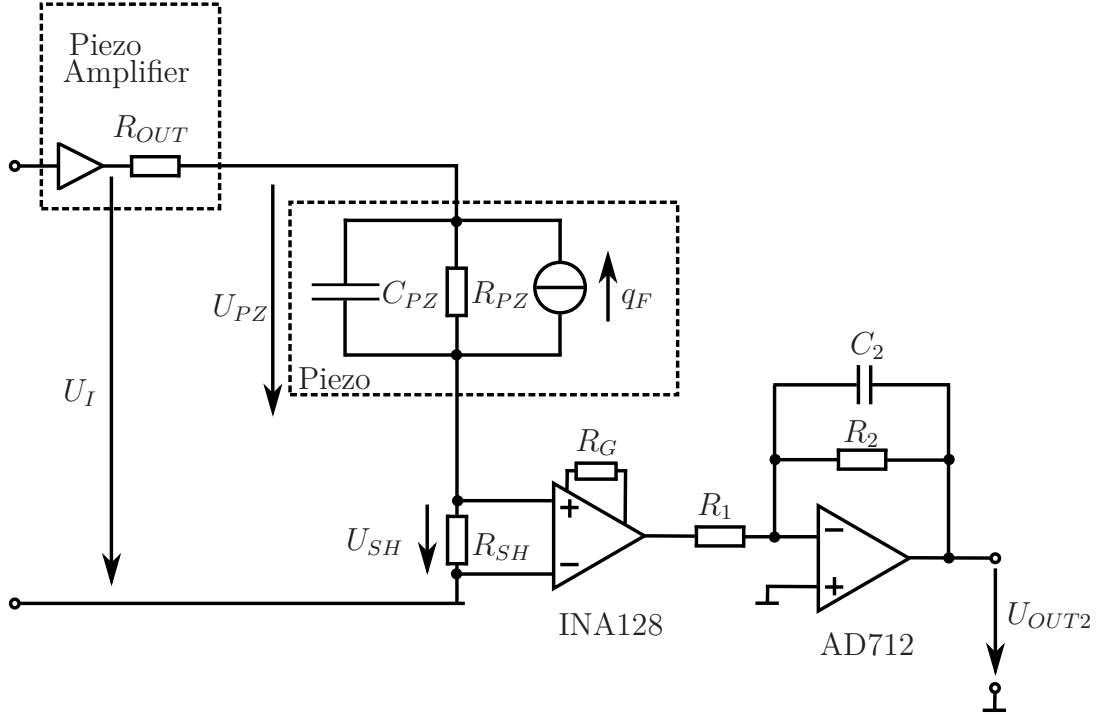 Piezo
Amplifier
R_OUT
U_PZ
C_PZ
R_PZ
q_F
Piezo
U_I
C_2
R_2
R_G
R_1
U_SH
R_SH
+
−
−
+
INA128
AD712
U_OUT2